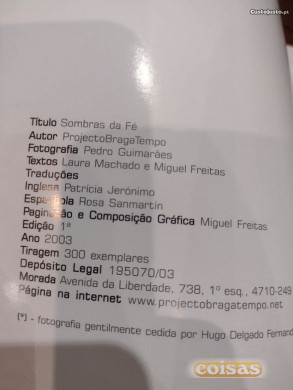 CustoJusto.pt
Título Sombras da Fé
Autor ProjectoBragaTempo
Fotografia Pedro Guimarães
Textos Laura Machado e Miguel Freitas
Traduções
Inglesa Patrícia Jerónimo
Espanhola Rosa Sanmartín
Paginação e Composição Gráfica Miguel Freitas
Edição 1ª
Ano 2003
Tiragem 300 exemplares
Depósito Legal 195070/03
Morada Avenida da Liberdade, 738, 1º esq., 4710-249
Página na internet www.projectobragatempo.net
(*) - fotografia gentilmente cedida por Hugo Delgado Fernand
coisas